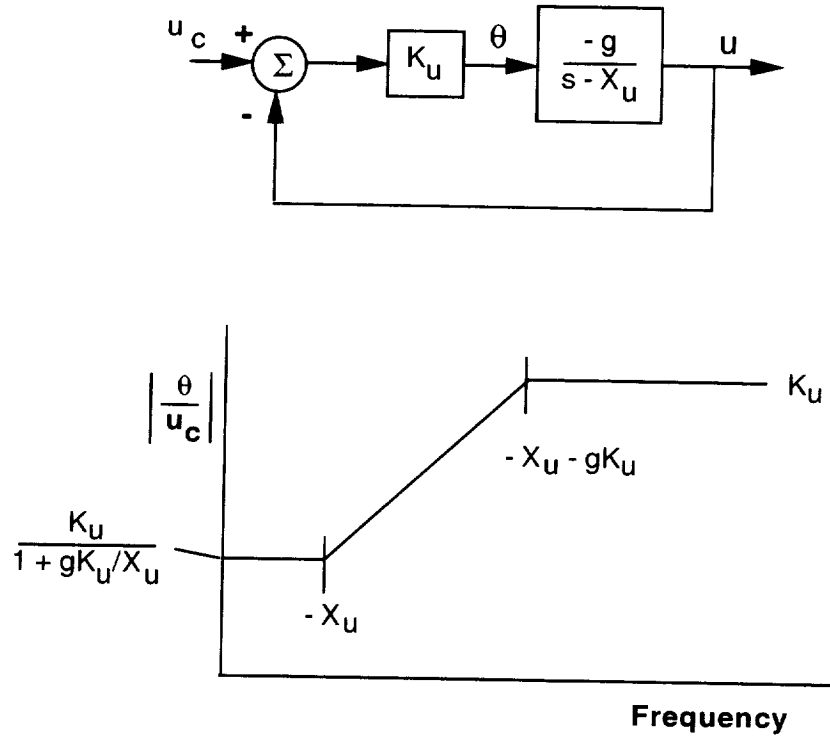 u c + Σ - K u θ - g u
s - X u
| θ | K u
u c
- X u - gK u
K u
1 + gK u /X u
- X u
Frequency